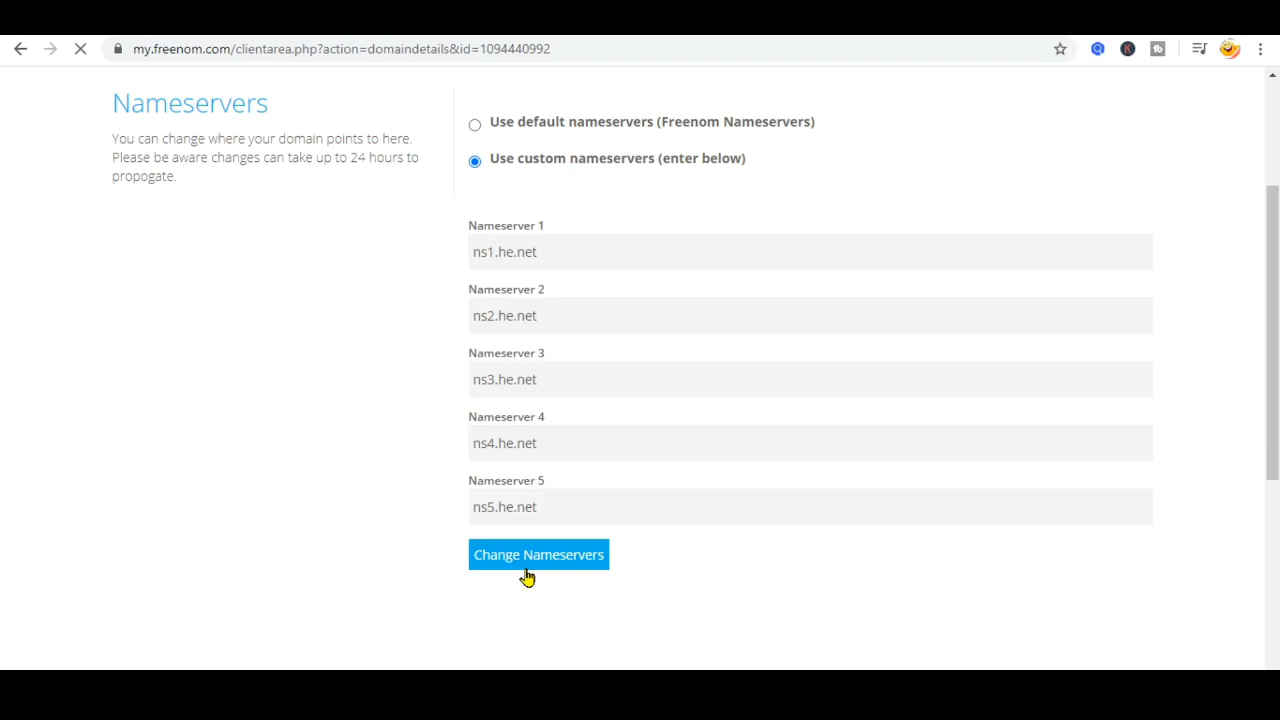 my.freenom.com/clientarea.php?action=domaindetails&id=1094440992
Nameservers
You can change where your domain points to here.
Please be aware changes can take up to 24 hours to
propogate.
Use default nameservers (Freenom Nameservers)
Use custom nameservers (enter below)
Nameserver 1
ns1.he.net
Nameserver 2
ns2.he.net
Nameserver 3
ns3.he.net
Nameserver 4
ns4.he.net
Nameserver 5
ns5.he.net
Change Nameservers